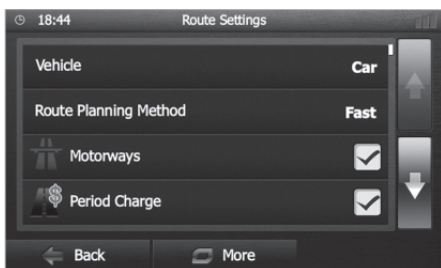 18:44 Route Settings
Vehicle Car
Route Planning Method Fast
Motorways
Period Charge
Back More